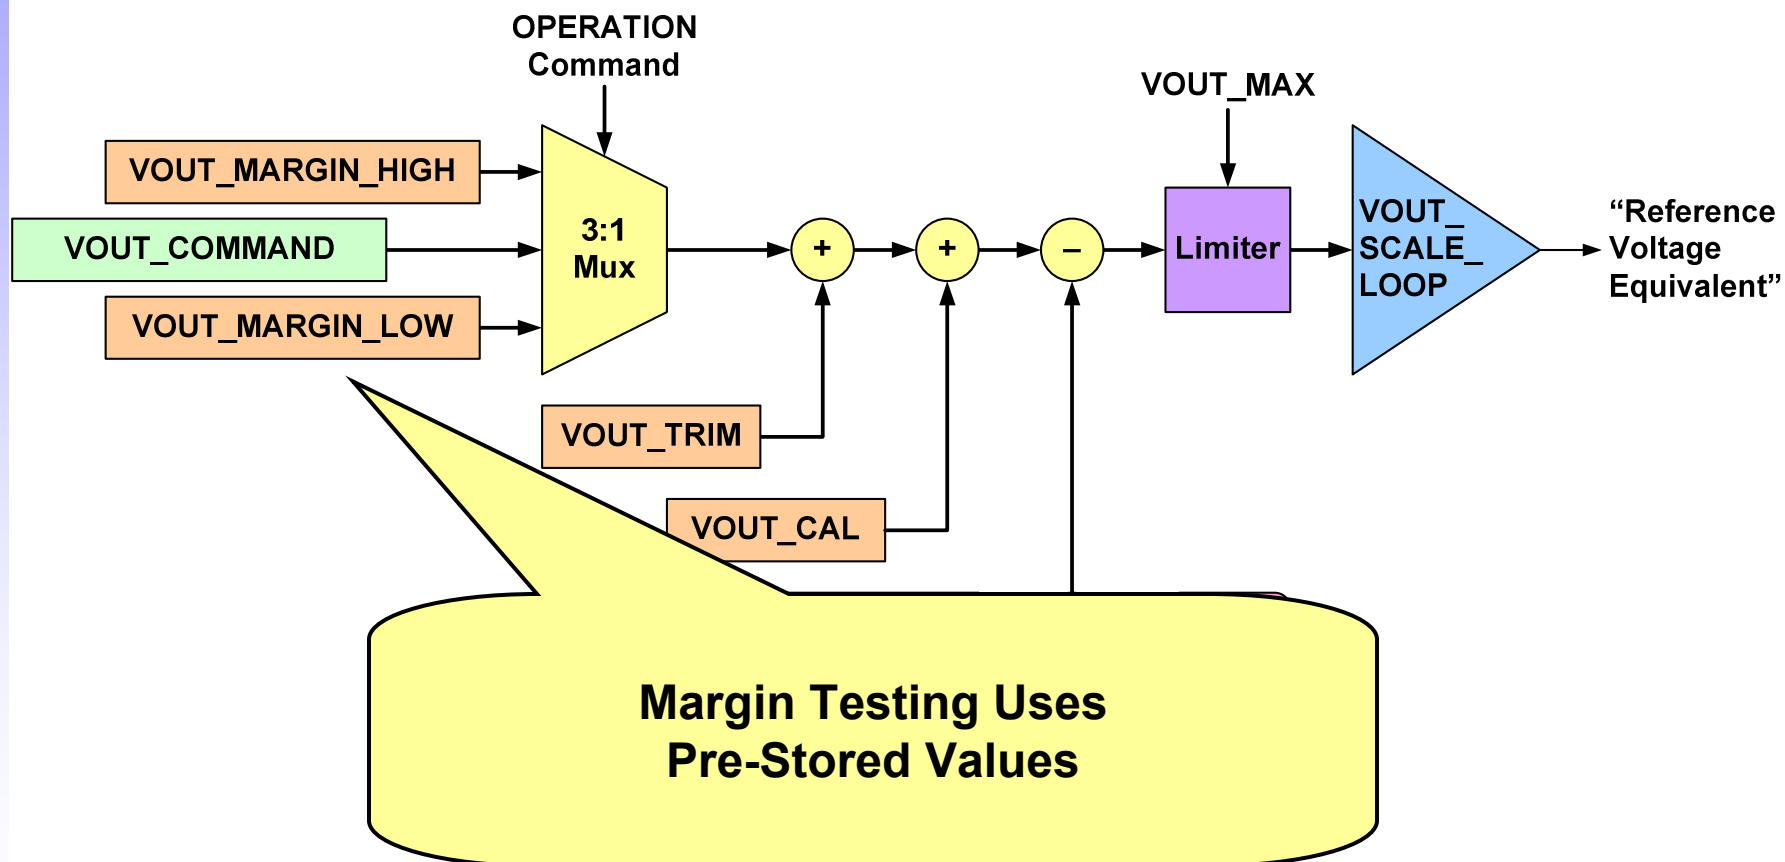 OPERATION
Command
VOUT_MAX
VOUT_MARGIN_HIGH
VOUT_COMMAND
VOUT_MARGIN_LOW
3:1
Mux
+
+
–
Limiter
VOUT_
SCALE_
LOOP
“Reference
Voltage
Equivalent”
VOUT_TRIM
VOUT_CAL
Margin Testing Uses
Pre-Stored Values